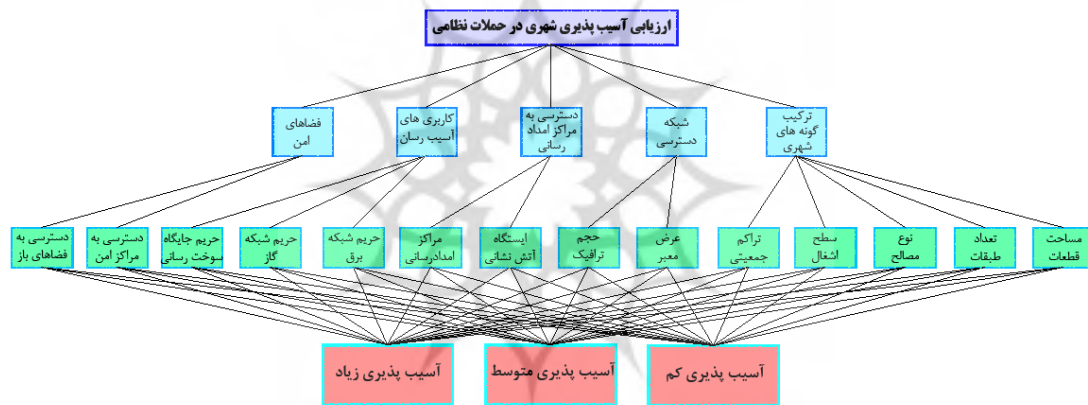 ارزیابی آسیب پذیری شهری در حملات نظامی
ترکیب
گونه های
شهری
شبکه
دسترسی
دسترسی به
مراکز امداد
رسانی
کاربری های
آسیب رسان
فضاهای
امن
مساحت
قطعات
تعداد
طبقات
نوع
مصالح
سطح
اشغال
تراکم
جمعیتی
عرض
معبر
حجم
ترافیک
ایستگاه
آتش نشانی
مراکز
امدادرسانی
حریم شبکه
برق
حریم شبکه
گاز
حریم جایگاه
سوخت رسانی
دسترسی به
مراکز امن
دسترسی به
فضاهای باز
آسیب پذیری کم
آسیب پذیری متوسط
آسیب پذیری زیاد